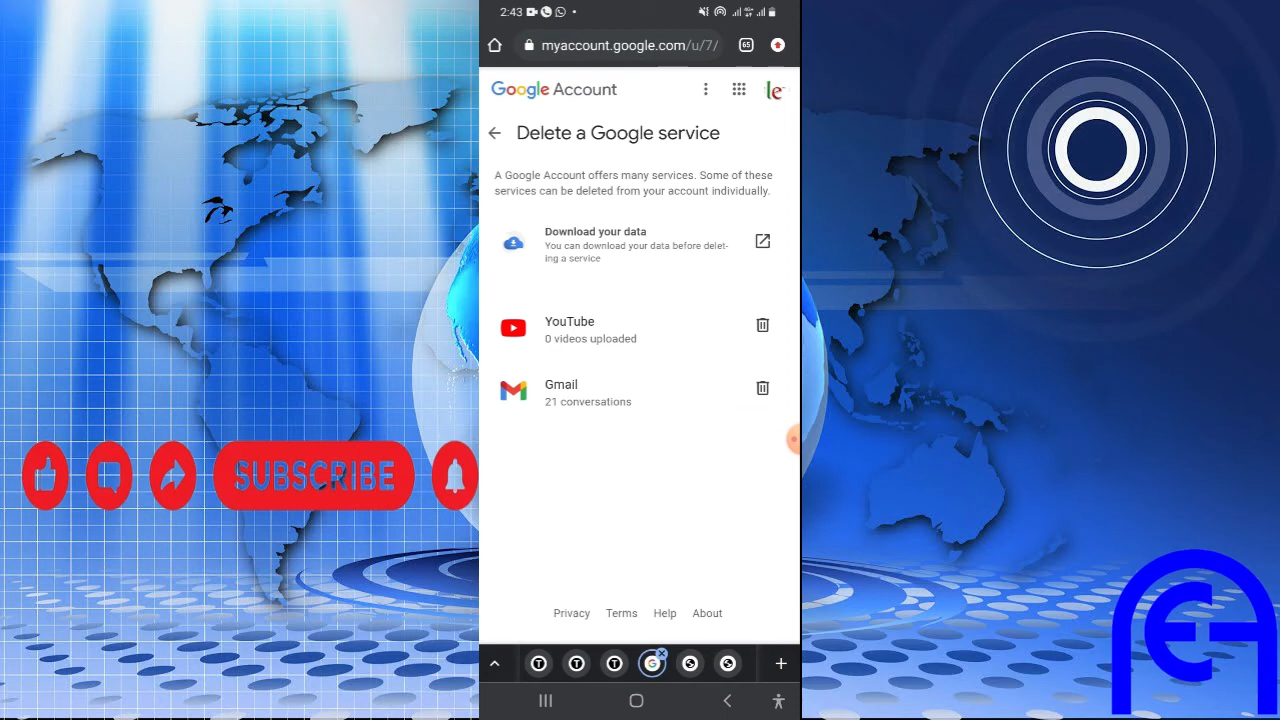 2:43
myaccount.google.com/u/7/
65
Google Account
le
Delete a Google service
A Google Account offers many services. Some of these
services can be deleted from your account individually.
Download your data
You can download your data before delet-
ing a service
YouTube
0 videos uploaded
Gmail
21 conversations
SUBSCRIBE
Privacy Terms Help About